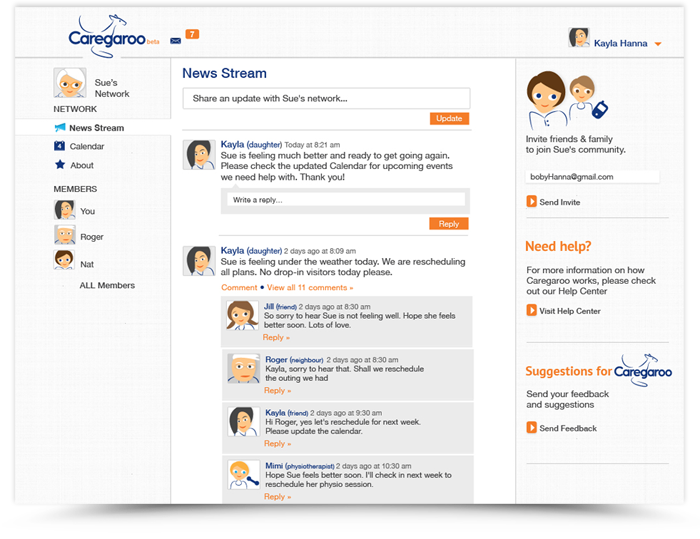 Caregaroo beta
7
Kayla Hanna
Sue's
Network
NETWORK
News Stream
4 Calendar
About
MEMBERS
You
Roger
Nat
ALL Members
News Stream
Share an update with Sue's network...
Update
Kayla (daughter) Today at 8:21 am
Sue is feeling much better and ready to get going again.
Please check the updated Calendar for upcoming events
we need help with. Thank you!
Write a reply...
Reply
Kayla (daughter) 2 days ago at 8:09 am
Sue is feeling under the weather today. We are rescheduling
all plans. No drop-in visitors today please.
Comment • View all 11 comments »
Jill (friend) 2 days ago at 8:30 am
So sorry to hear Sue is not feeling well. Hope she feels
better soon. Lots of love.
Reply »
Roger (neighbour) 2 days ago at 8:30 am
Kayla, sorry to hear that. Shall we reschedule
the outing we had
Reply »
Kayla (friend) 2 days ago at 9:30 am
Hi Roger, yes let's reschedule for next week.
Please update the calendar.
Reply »
Mimi (physiotherapist) 2 days ago at 10:30 am
Hope Sue feels better soon. I'll check in next week to
reschedule her physio session.
Reply »
Invite friends & family
to join Sue's community.
bobyHanna@gmail.com
Send Invite
Need help?
For more information on how
Caregaroo works, please check
out our Help Center
Visit Help Center
Suggestions for Caregaroo
Send your feedback
and suggestions
Send Feedback